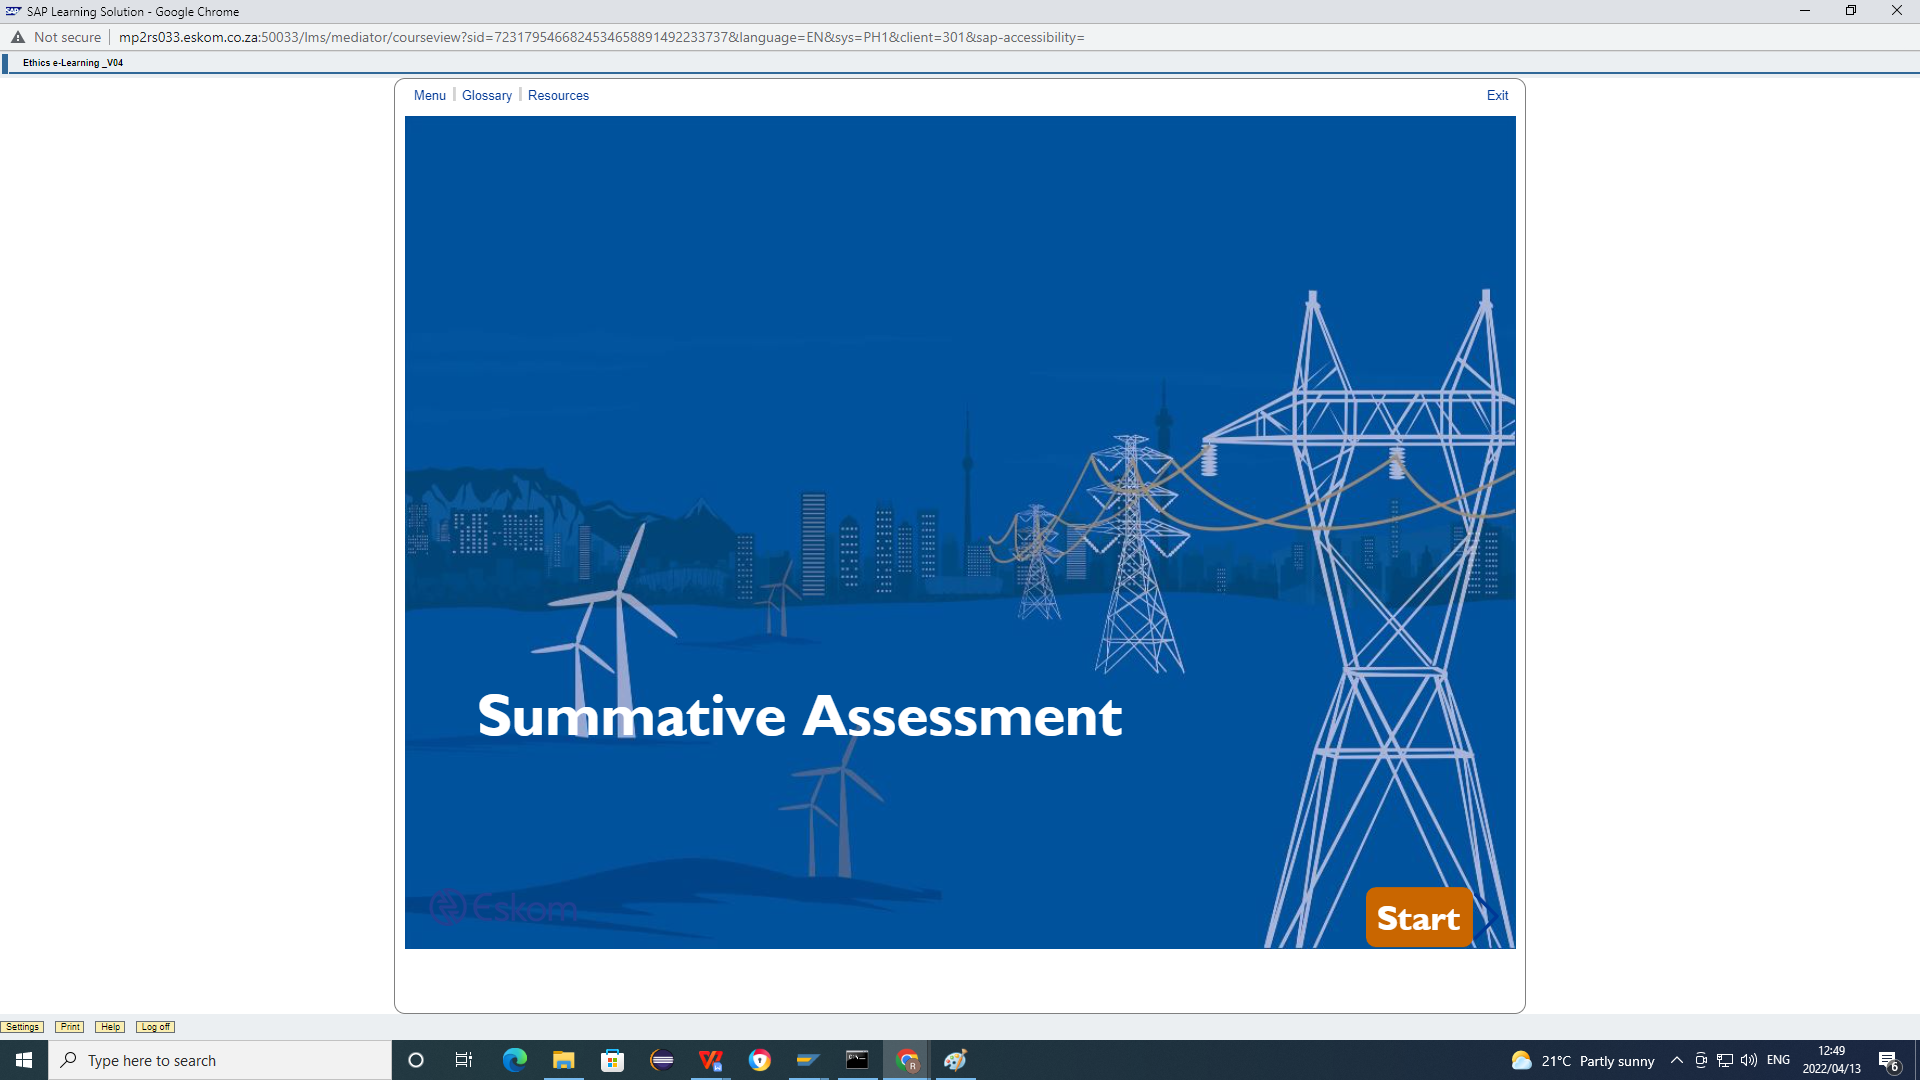 SAP Learning Solution - Google Chrome
Not secure
mp2rs033.eskom.co.za:50033/lms/mediator/courseview?sid=7231795466824534658891492233737&language=EN&sys=PH1&client=301&sap-accessibility=
Ethics e-Learning _V04
Menu Glossary Resources Exit
Summative Assessment
Eskom
Start
Settings Print Help Log off
Type here to search
21°C Partly sunny
ENG
12:49
2022/04/13
6